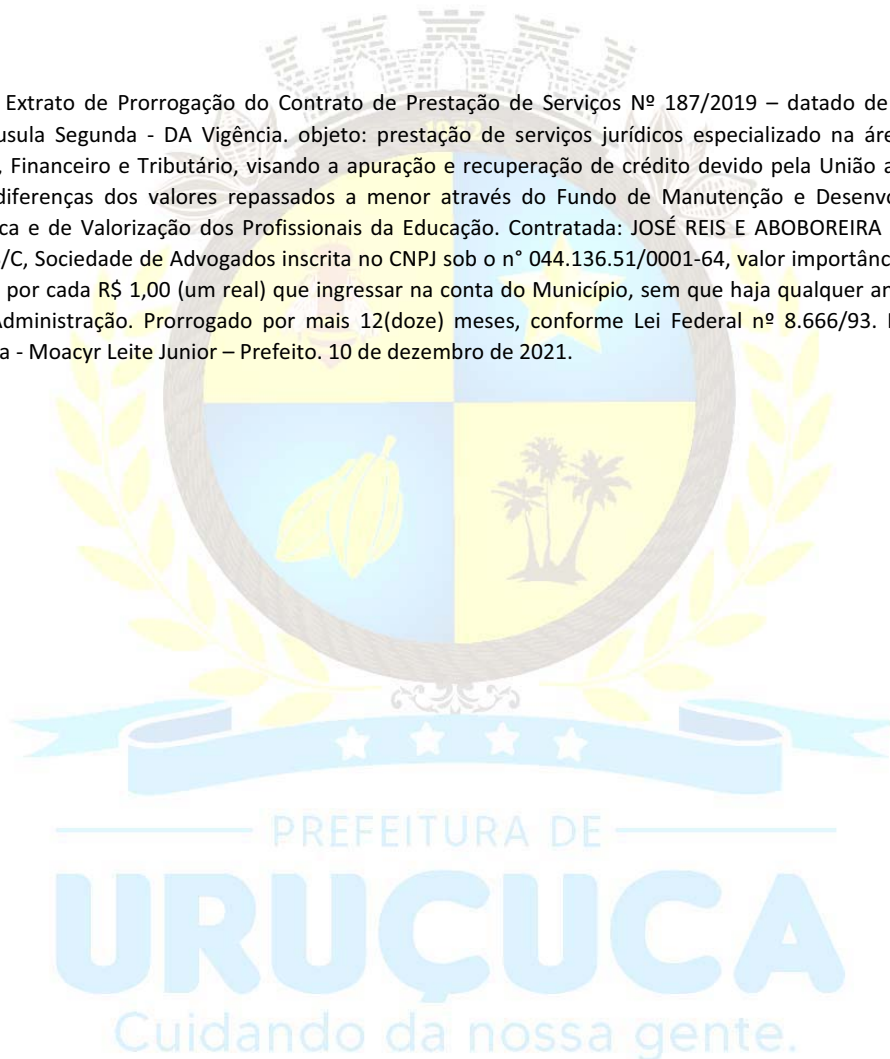 Extrato de Prorrogação do Contrato de Prestação de Serviços Nº 187/2019 – datado de
usula Segunda - DA Vigência. objeto: prestação de serviços jurídicos especializado na áre
, Financeiro e Tributário, visando a apuração e recuperação de crédito devido pela União a
diferenças dos valores repassados a menor através do Fundo de Manutenção e Desenvo
ca e de Valorização dos Profissionais da Educação. Contratada: JOSÉ REIS E ABOBOREIRA
/C, Sociedade de Advogados inscrita no CNPJ sob o n° 044.136.51/0001-64, valor importânc
por cada R$ 1,00 (um real) que ingressar na conta do Município, sem que haja qualquer an
Administração. Prorrogado por mais 12(doze) meses, conforme Lei Federal nº 8.666/93.
a - Moacyr Leite Junior – Prefeito. 10 de dezembro de 2021.
PREFEITURA DE
URUÇUCA
Cuidando da nossa gente.